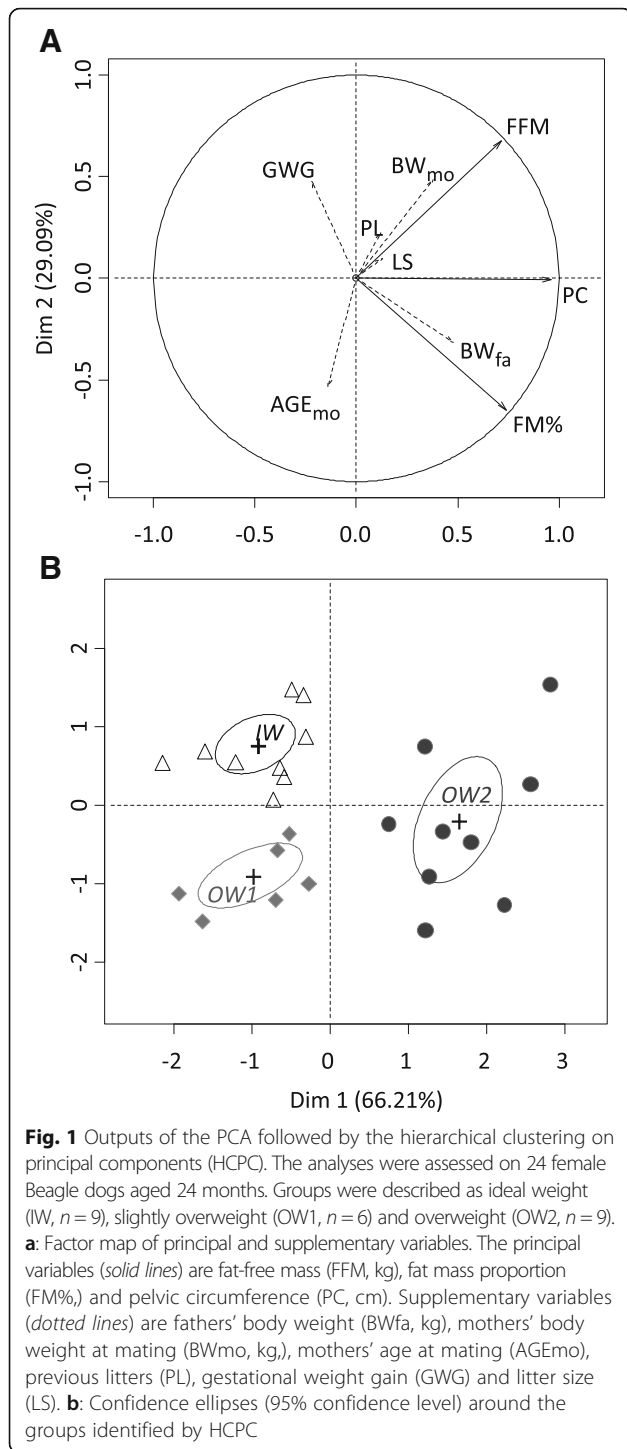 A
1.0
0.5
0.0
-0.5
-1.0
Dim 2 (29.09%)
GWG
BWmo
FFM
PL
LS
PC
BWfa
AGEmo
FM%
-1.0 -0.5 0.0 0.5 1.0
B
2
1
0
-1
-2
IW
OW2
OW1
-2 -1 0 1 2 3
Dim 1 (66.21%)
Fig. 1 Outputs of the PCA followed by the hierarchical clustering on
principal components (HCPC). The analyses were assessed on 24 female
Beagle dogs aged 24 months. Groups were described as ideal weight
(IW, n = 9), slightly overweight (OW1, n = 6) and overweight (OW2, n = 9).
a: Factor map of principal and supplementary variables. The principal
variables (solid lines) are fat-free mass (FFM, kg), fat mass proportion
(FM%,) and pelvic circumference (PC, cm). Supplementary variables
(dotted lines) are fathers' body weight (BWfa, kg), mothers' body
weight at mating (BWmo, kg,), mothers' age at mating (AGEmo),
previous litters (PL), gestational weight gain (GWG) and litter size
(LS). b: Confidence ellipses (95% confidence level) around the
groups identified by HCPC